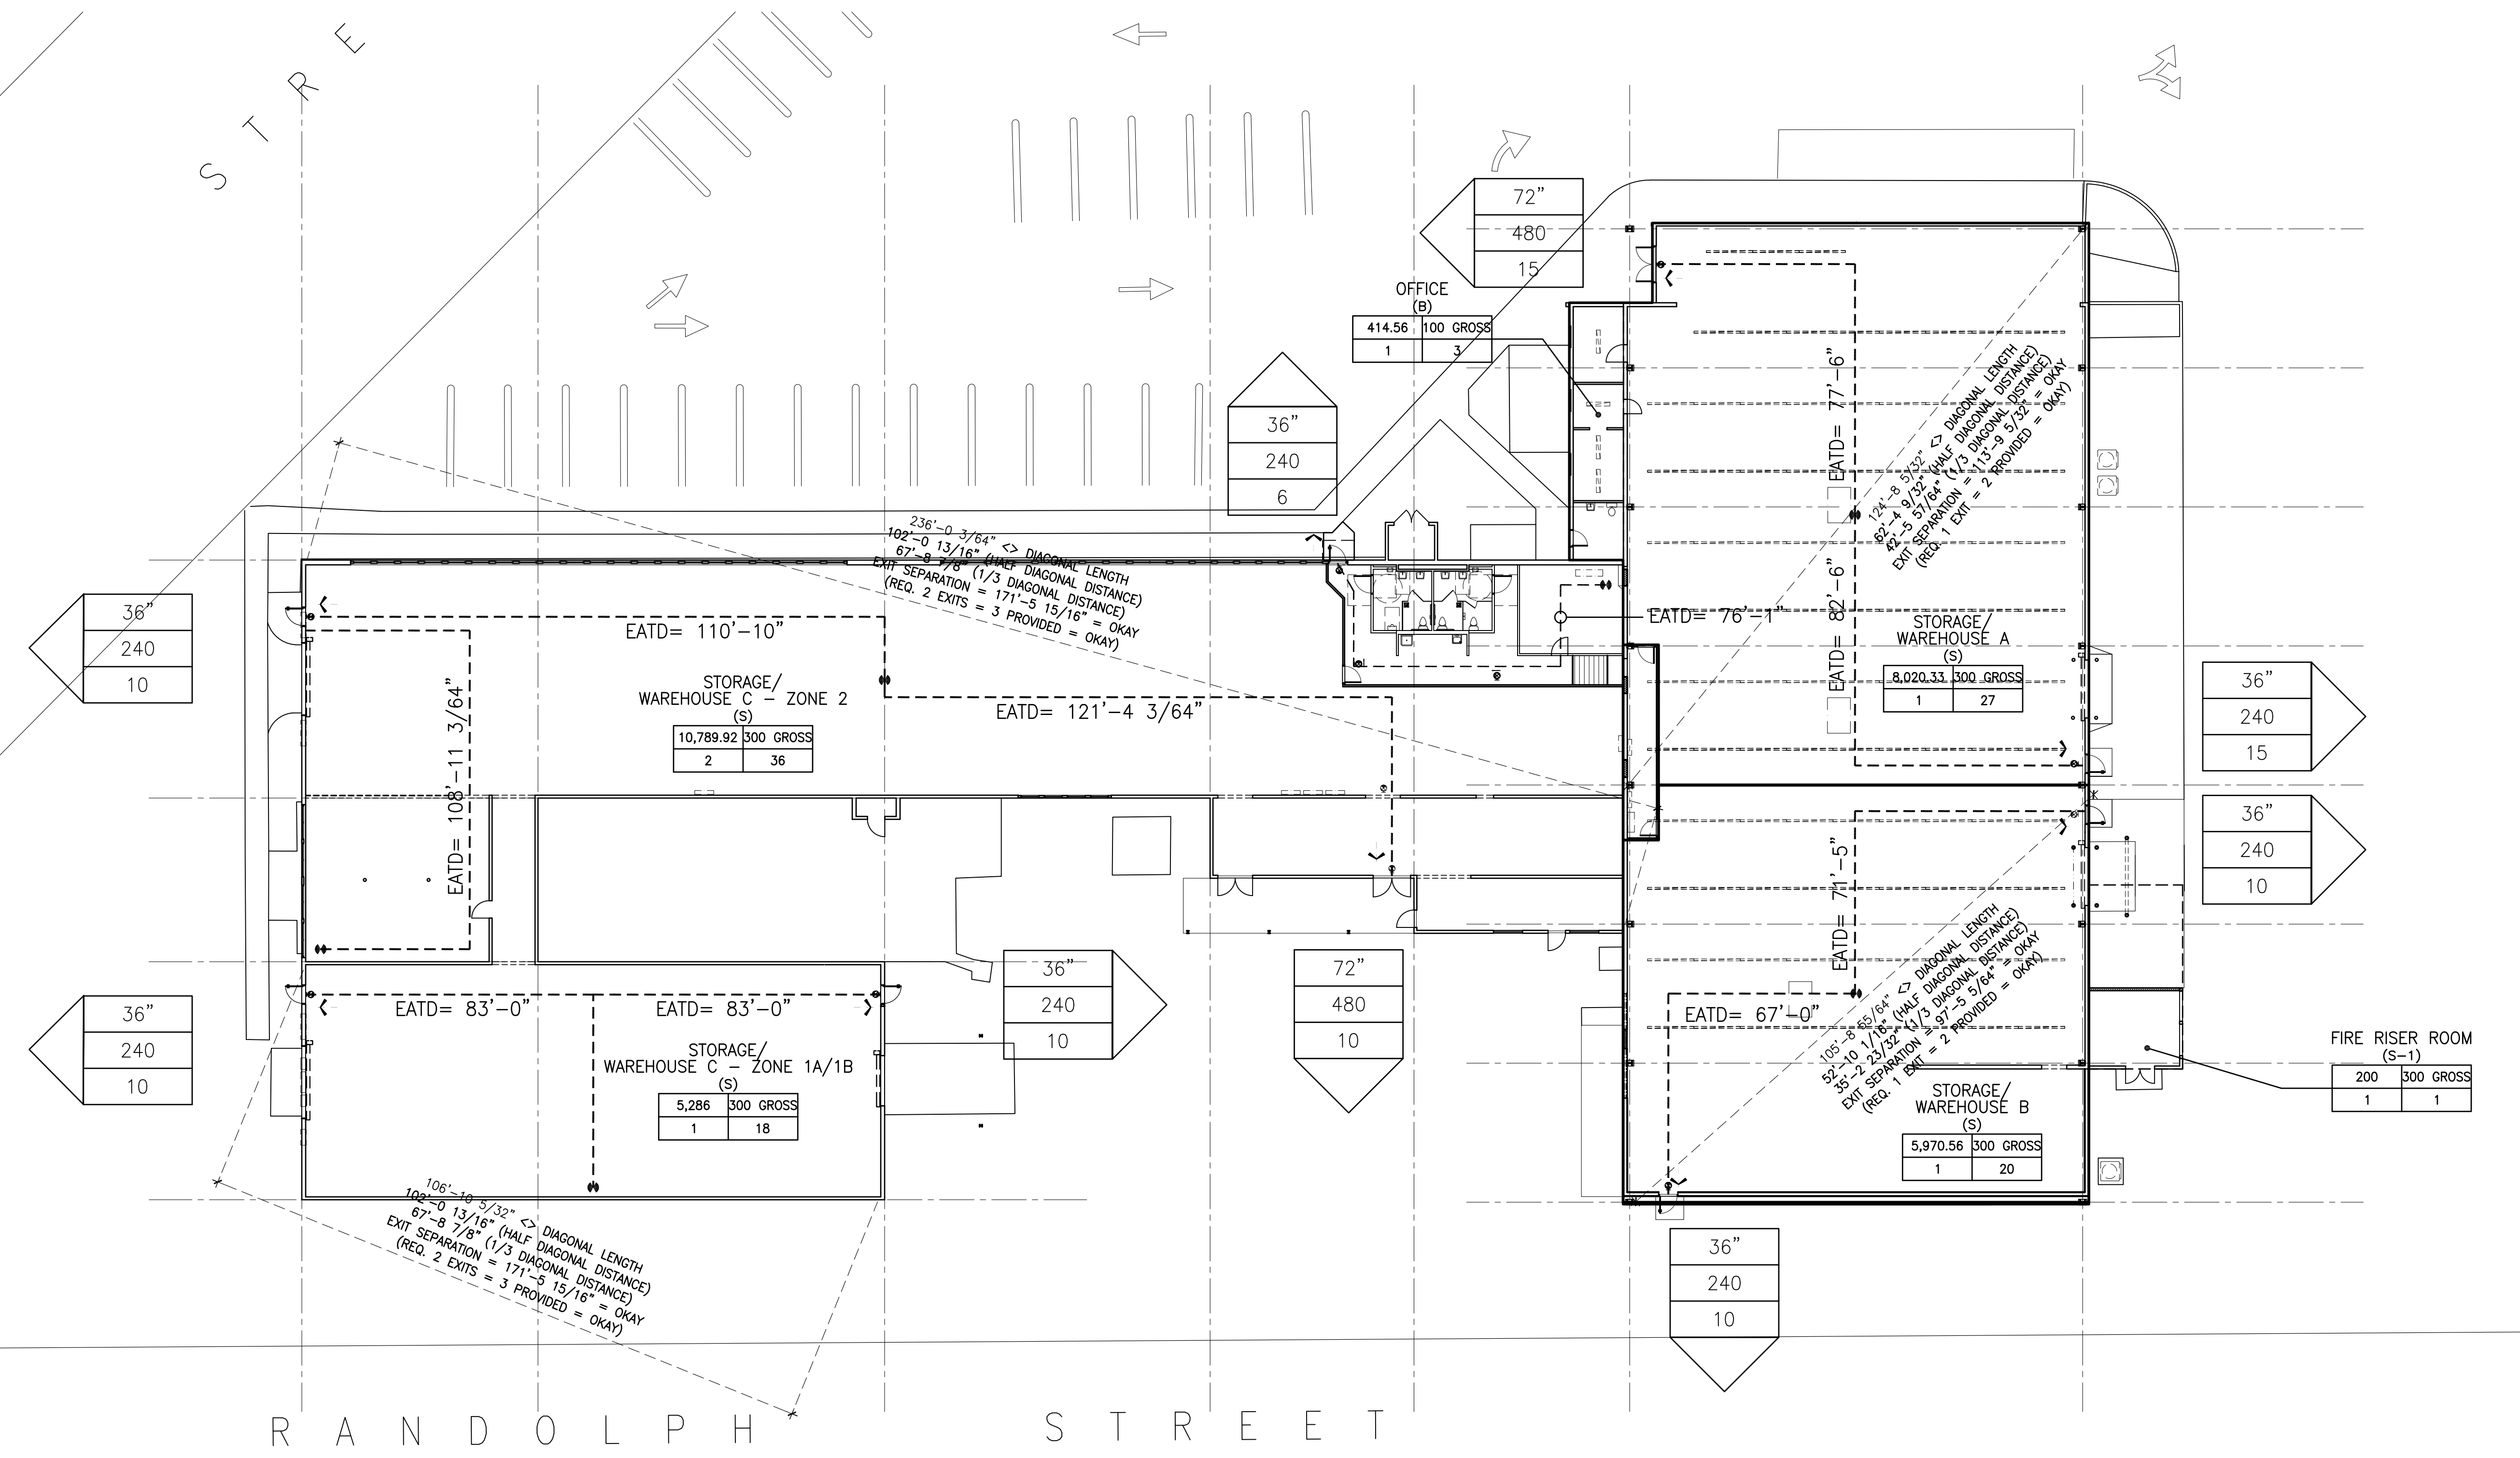 S T R E
72”
480
15
OFFICE
(B)
414.56 100 GROSS
1 3
36”
240
6
EATD= 77'-6”
124'-8 5/32” <> DIAGONAL LENGTH
62'-4 9/32” (HALF DIAGONAL DISTANCE)
42'-5 57/64” (1/3 DIAGONAL DISTANCE)
EXIT SEPARATION = 113'-9 5/32” = OKAY
(REQ. 1 EXIT = 2 PROVIDED = OKAY)
236'-0 3/64” <> DIAGONAL LENGTH
102'-0 13/16” (HALF DIAGONAL DISTANCE)
67'-8 7/8” (1/3 DIAGONAL DISTANCE)
EXIT SEPARATION = 171'-5 15/16” = OKAY
(REQ. 2 EXITS = 3 PROVIDED = OKAY)
36”
240
10
EATD= 110'-10”
EATD= 76'-1”
EATD= 82'-6”
STORAGE/
WAREHOUSE A
(S)
8,020.33 300 GROSS
1 27
STORAGE/
WAREHOUSE C - ZONE 2
(S)
10,789.92 300 GROSS
2 36
EATD= 121'-4 3/64”
EATD= 108'-11 3/64”
36”
240
15
36”
240
10
EATD= 71'-5”
105'-8 55/64” <> DIAGONAL LENGTH
52'-10 1/16” (HALF DIAGONAL DISTANCE)
35'-2 23/32” (1/3 DIAGONAL DISTANCE)
EXIT SEPARATION = 97'-5 5/64” = OKAY
(REQ. 1 EXIT = 2 PROVIDED = OKAY)
36”
240
10
EATD= 83'-0”
EATD= 83'-0”
36”
240
10
72”
480
10
EATD= 67'-0”
STORAGE/
WAREHOUSE C - ZONE 1A/1B
(S)
5,286 300 GROSS
1 18
STORAGE/
WAREHOUSE B
(S)
5,970.56 300 GROSS
1 20
FIRE RISER ROOM
(S-1)
200 300 GROSS
1 1
106'-10 5/32” <> DIAGONAL LENGTH
102'-0 13/16” (HALF DIAGONAL DISTANCE)
67'-8 7/8” (1/3 DIAGONAL DISTANCE)
EXIT SEPARATION = 171'-5 15/16” = OKAY
(REQ. 2 EXITS = 3 PROVIDED = OKAY)
36”
240
10
RANDOLPH STREET